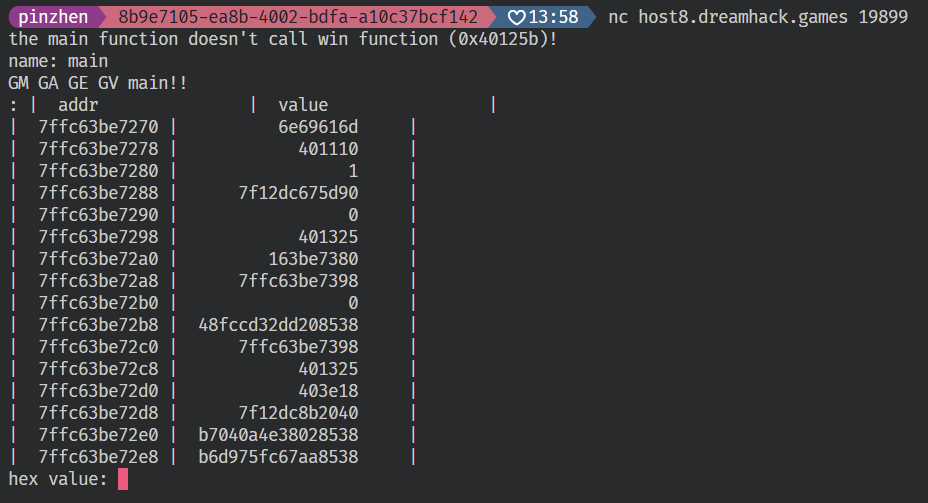 pinzhen 8b9e7105-ea8b-4002-bdfa-a10c37bcf142 ♡13:58 nc host8.dreamhack.games 19899
the main function doesn't call win function (0x40125b)!
name: main
GM GA GE GV main!!
: | addr | value |
| 7ffc63be7270 | 6e69616d |
| 7ffc63be7278 | 401110 |
| 7ffc63be7280 | 1 |
| 7ffc63be7288 | 7f12dc675d90 |
| 7ffc63be7290 | 0 |
| 7ffc63be7298 | 401325 |
| 7ffc63be72a0 | 163be7380 |
| 7ffc63be72a8 | 7ffc63be7398 |
| 7ffc63be72b0 | 0 |
| 7ffc63be72b8 | 48fccd32dd208538 |
| 7ffc63be72c0 | 7ffc63be7398 |
| 7ffc63be72c8 | 401325 |
| 7ffc63be72d0 | 403e18 |
| 7ffc63be72d8 | 7f12dc8b2040 |
| 7ffc63be72e0 | b7040a4e38028538 |
| 7ffc63be72e8 | b6d975fc67aa8538 |
hex value: